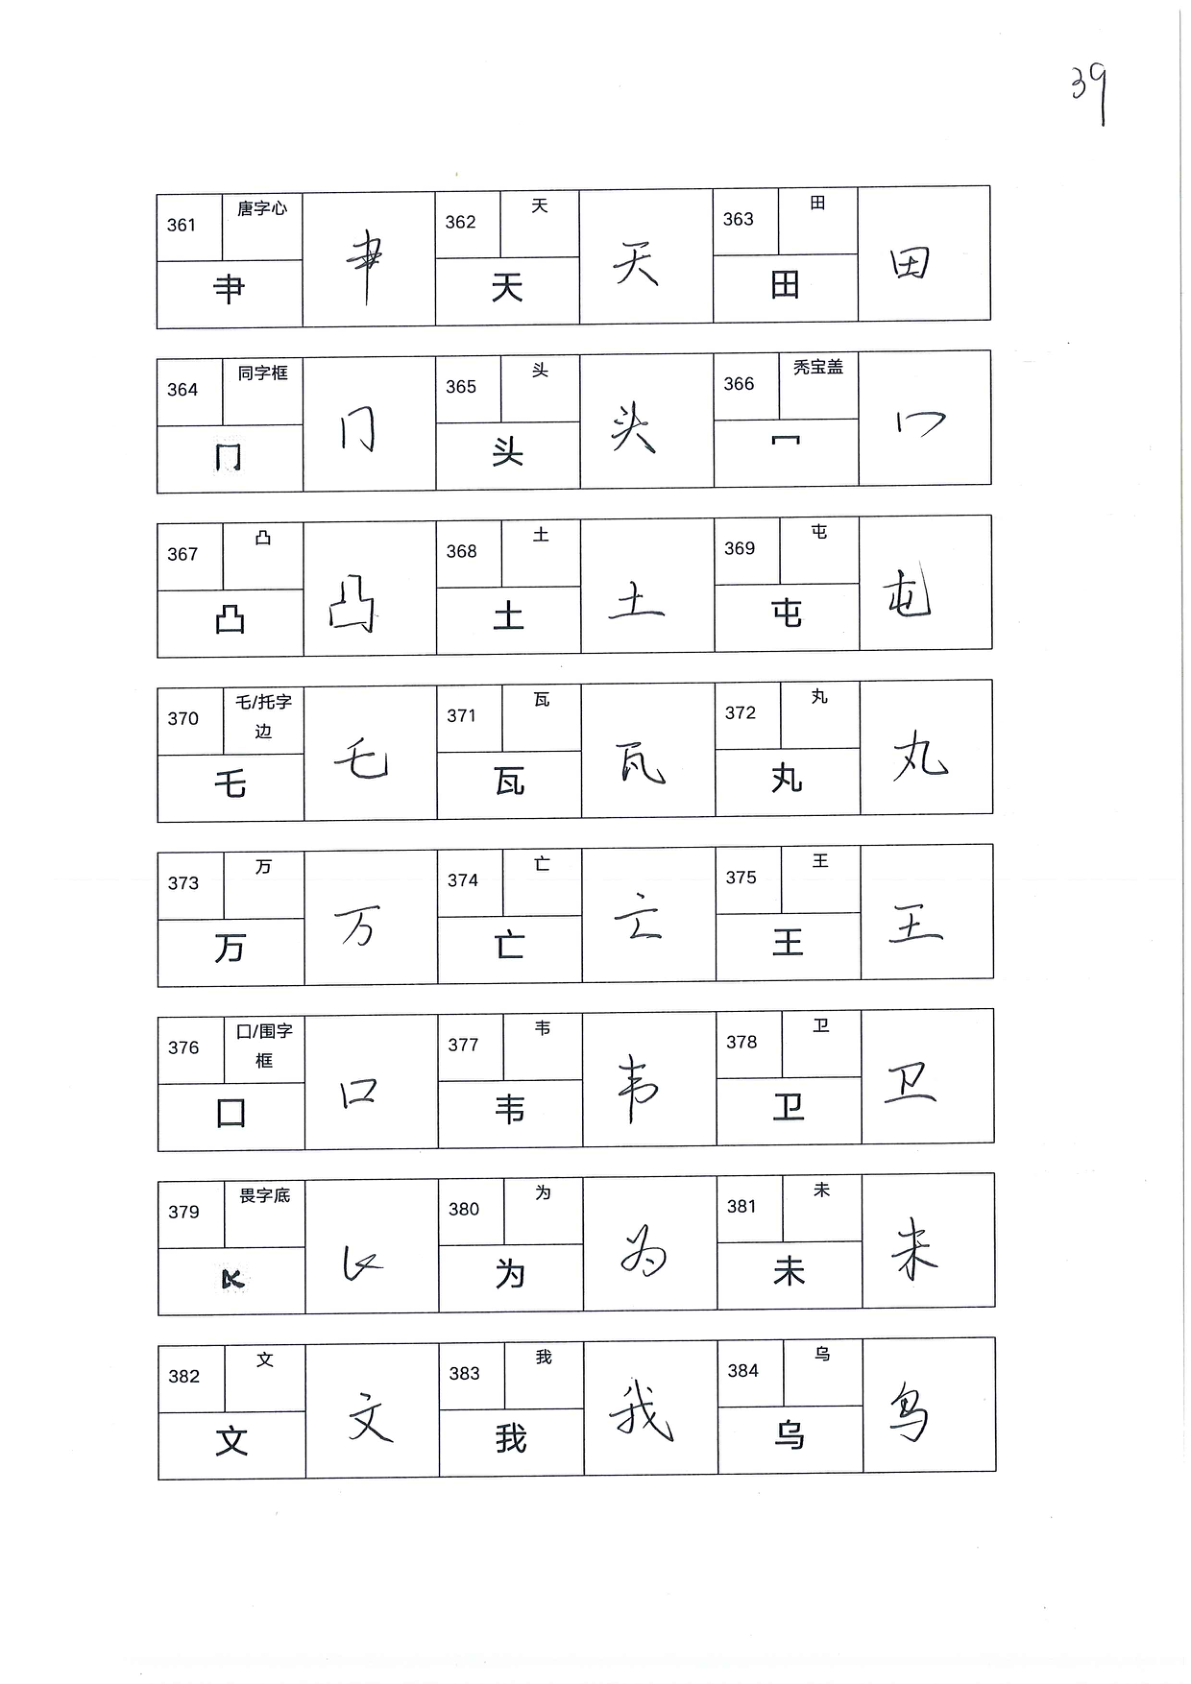 39
361 唐字心 肀 肀 362 天 天 天 363 田 田 田
364 同字框 冂 冂 365 头 头 头 366 秃宝盖 冖 冖
367 凸 凸 凸 368 土 土 土 369 屯 屯 屯
370 乇/托字边 乇 乇 371 瓦 瓦 瓦 372 丸 丸 丸
373 万 万 万 374 亡 亡 亡 375 王 王 王
376 囗/围字框 囗 囗 377 韦 韦 韦 378 卫 卫 卫
379 畏字底 380 为 为 为 381 未 未 未
382 文 文 文 383 我 我 我 384 乌 乌 乌